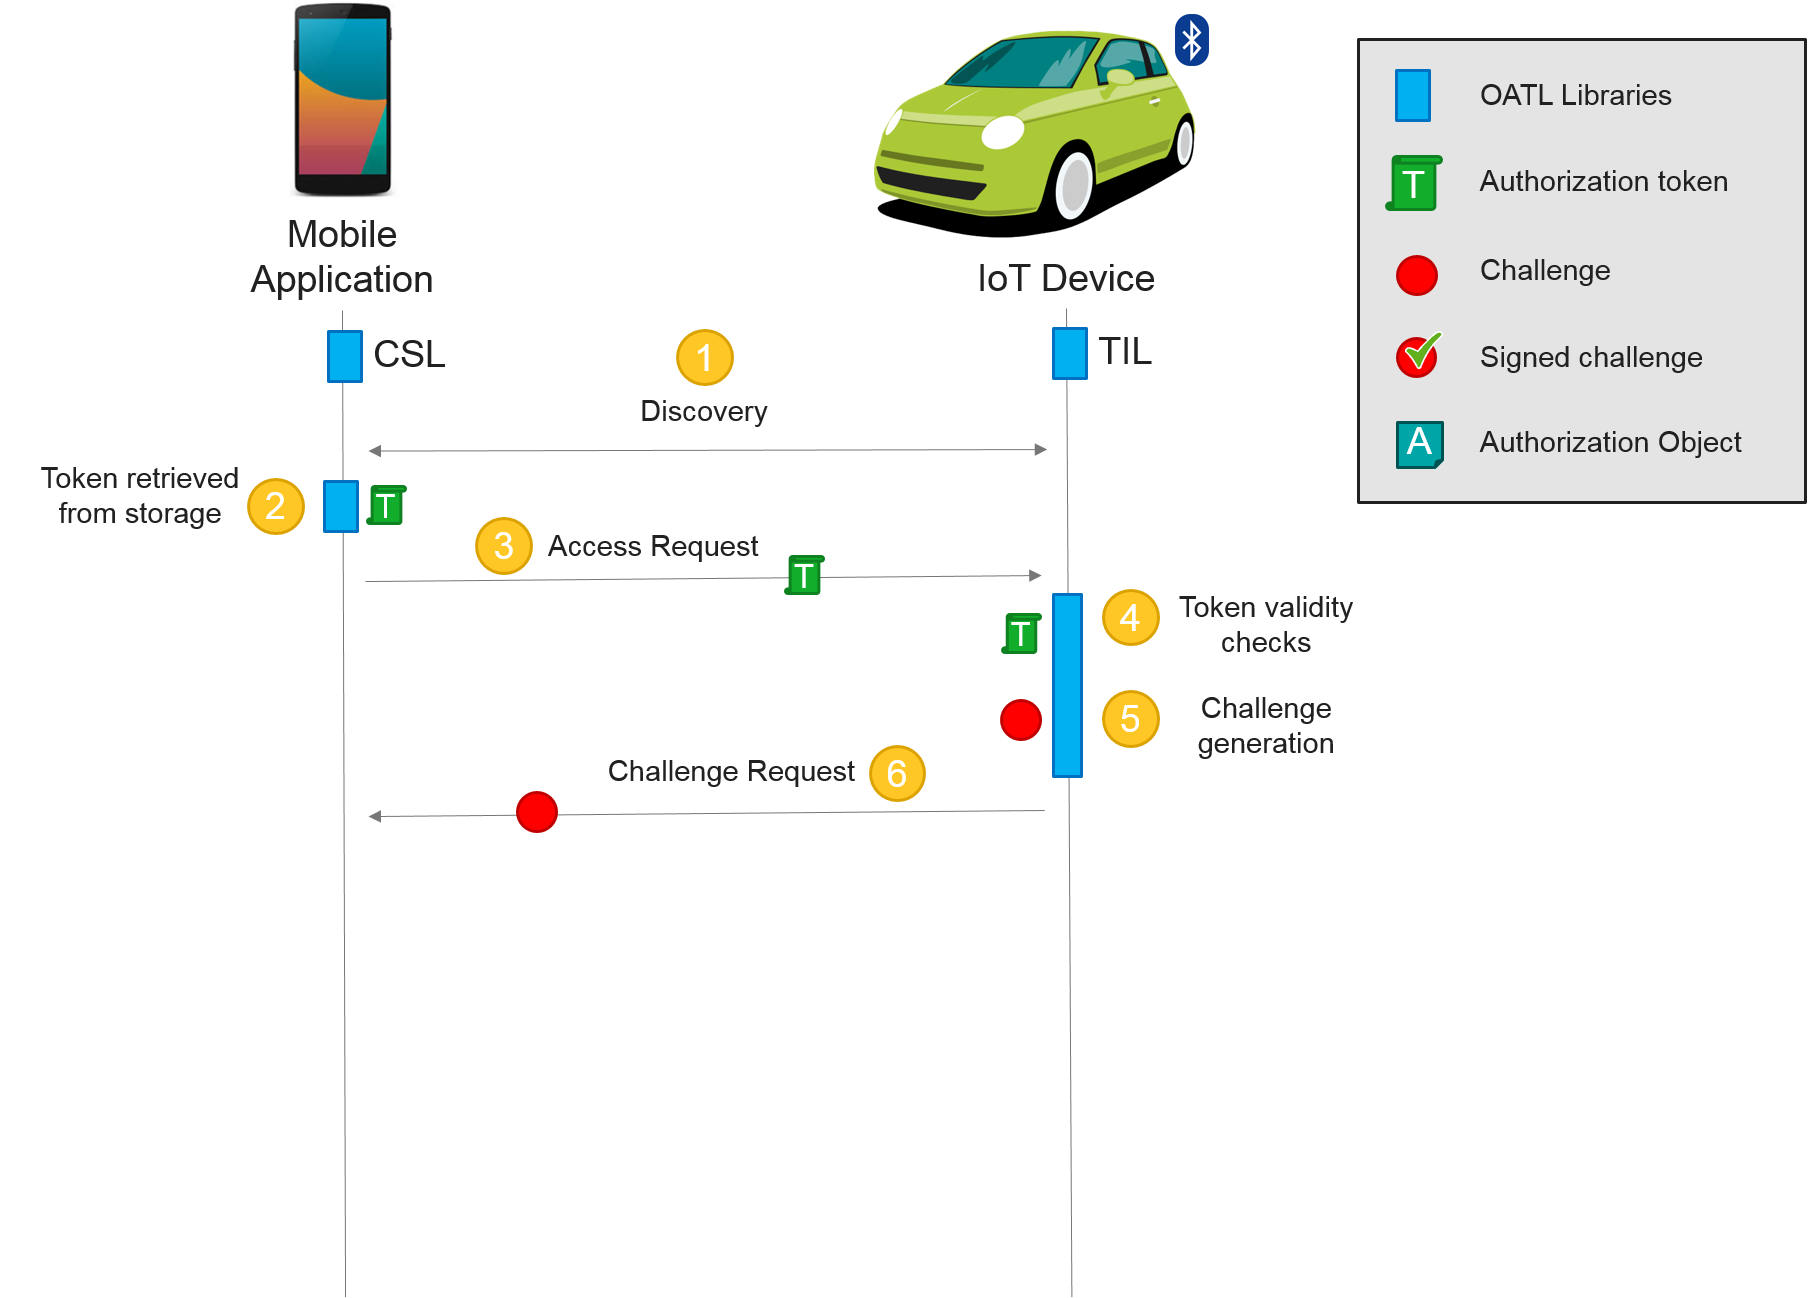 Mobile
Application
IoT Device
CSL
TIL
1
Discovery
Token retrieved
from storage
2
T
3
Access Request
T
T
4
Token validity
checks
5
Challenge
generation
Challenge Request
6
OATL Libraries
T
Authorization token
Challenge
Signed challenge
A
Authorization Object